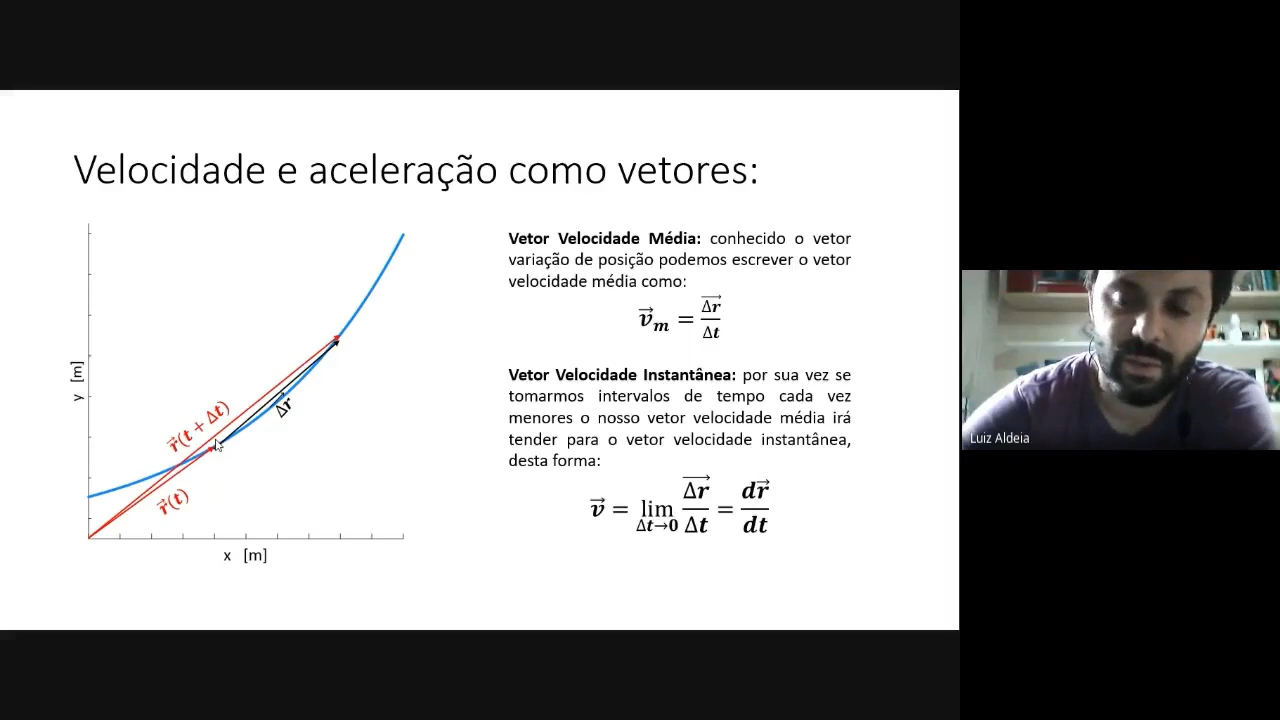 Velocidade e aceleração como vetores:
y [m]
r⃗(t + Δt)
r⃗(t)
Δr
x [m]
Vetor Velocidade Média: conhecido o vetor
variação de posição podemos escrever o vetor
velocidade média como:
v⃗ₘ = Δr⃗/Δt
Vetor Velocidade Instantânea: por sua vez se
tomarmos intervalos de tempo cada vez
menores o nosso vetor velocidade média irá
tender para o vetor velocidade instantânea,
desta forma:
v⃗ = lim Δt→0 Δr⃗/Δt = dr⃗/dt
Luiz Aldeia